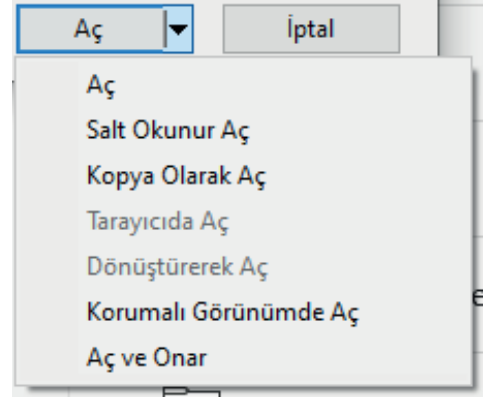 Aç İptal
Aç
Salt Okunur Aç
Kopya Olarak Aç
Tarayıcıda Aç
Dönüştürerek Aç
Korumalı Görünümde Aç
Aç ve Onar